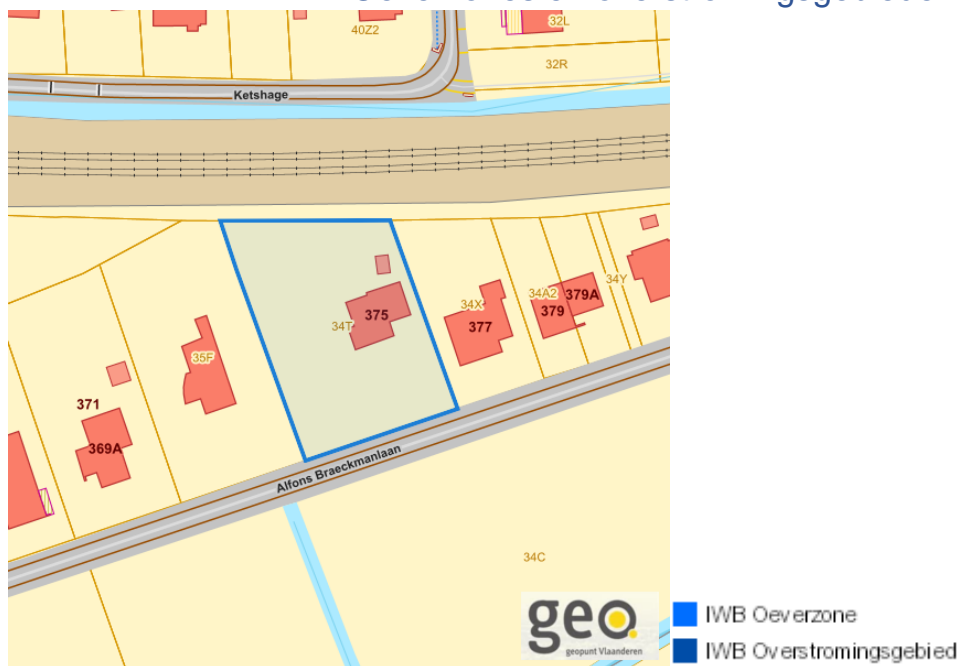 40Z2
32L
32R
Ketshage
34T
375
34X
377
34A2
379A
379
34Y
35F
371
369A
Alfons Braeckmanlaan
34C
geo
geopunt Vlaanderen
IWB Oeverzone
IWB Overstromingsgebied